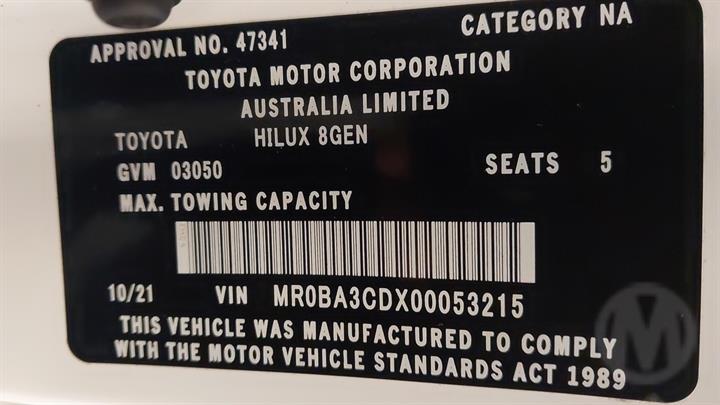 APPROVAL NO. 47341 CATEGORY NA
TOYOTA MOTOR CORPORATION
AUSTRALIA LIMITED
TOYOTA HILUX 8GEN
GVM 03050 SEATS 5
MAX. TOWING CAPACITY
10/21 VIN MR0BA3CDX00053215
THIS VEHICLE WAS MANUFACTURED TO COMPLY
WITH THE MOTOR VEHICLE STANDARDS ACT 1989
M